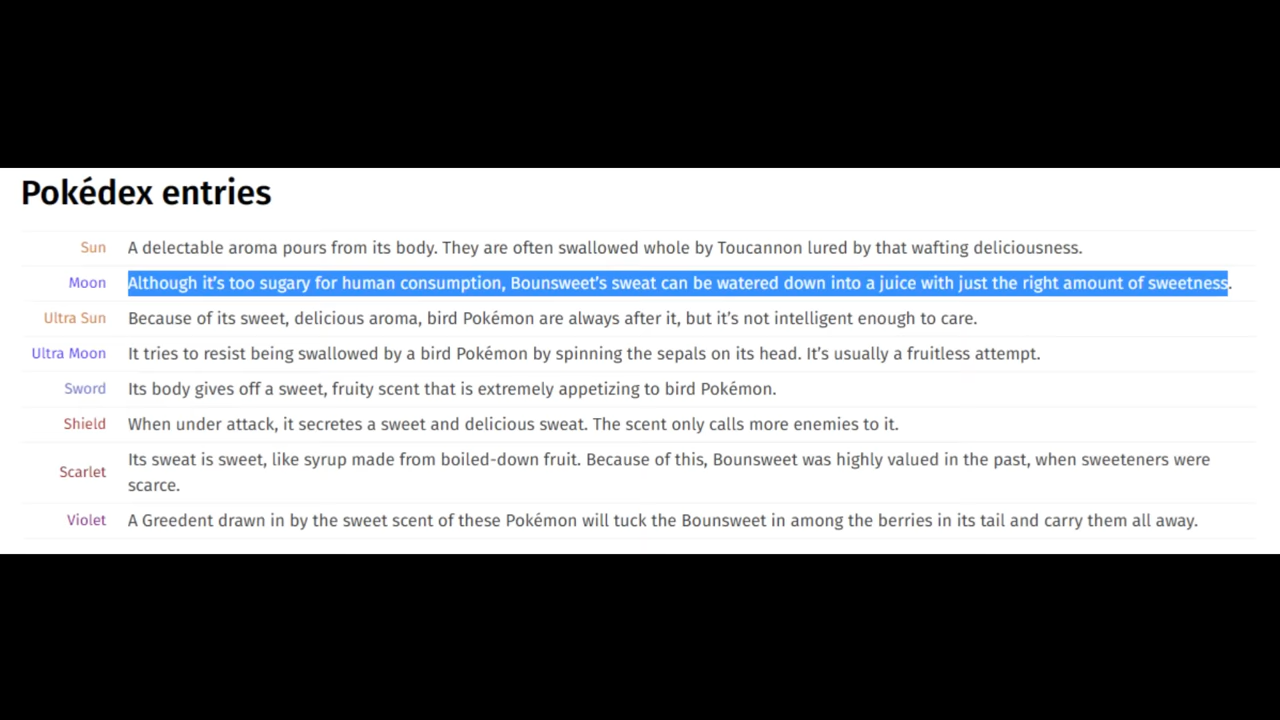 Pokédex entries
Sun A delectable aroma pours from its body. They are often swallowed whole by Toucannon lured by that wafting deliciousness.
Moon Although it’s too sugary for human consumption, Bounsweet’s sweat can be watered down into a juice with just the right amount of sweetness.
Ultra Sun Because of its sweet, delicious aroma, bird Pokémon are always after it, but it’s not intelligent enough to care.
Ultra Moon It tries to resist being swallowed by a bird Pokémon by spinning the sepals on its head. It’s usually a fruitless attempt.
Sword Its body gives off a sweet, fruity scent that is extremely appetizing to bird Pokémon.
Shield When under attack, it secretes a sweet and delicious sweat. The scent only calls more enemies to it.
Scarlet Its sweat is sweet, like syrup made from boiled-down fruit. Because of this, Bounsweet was highly valued in the past, when sweeteners were
scarce.
Violet A Greedent drawn in by the sweet scent of these Pokémon will tuck the Bounsweet in among the berries in its tail and carry them all away.